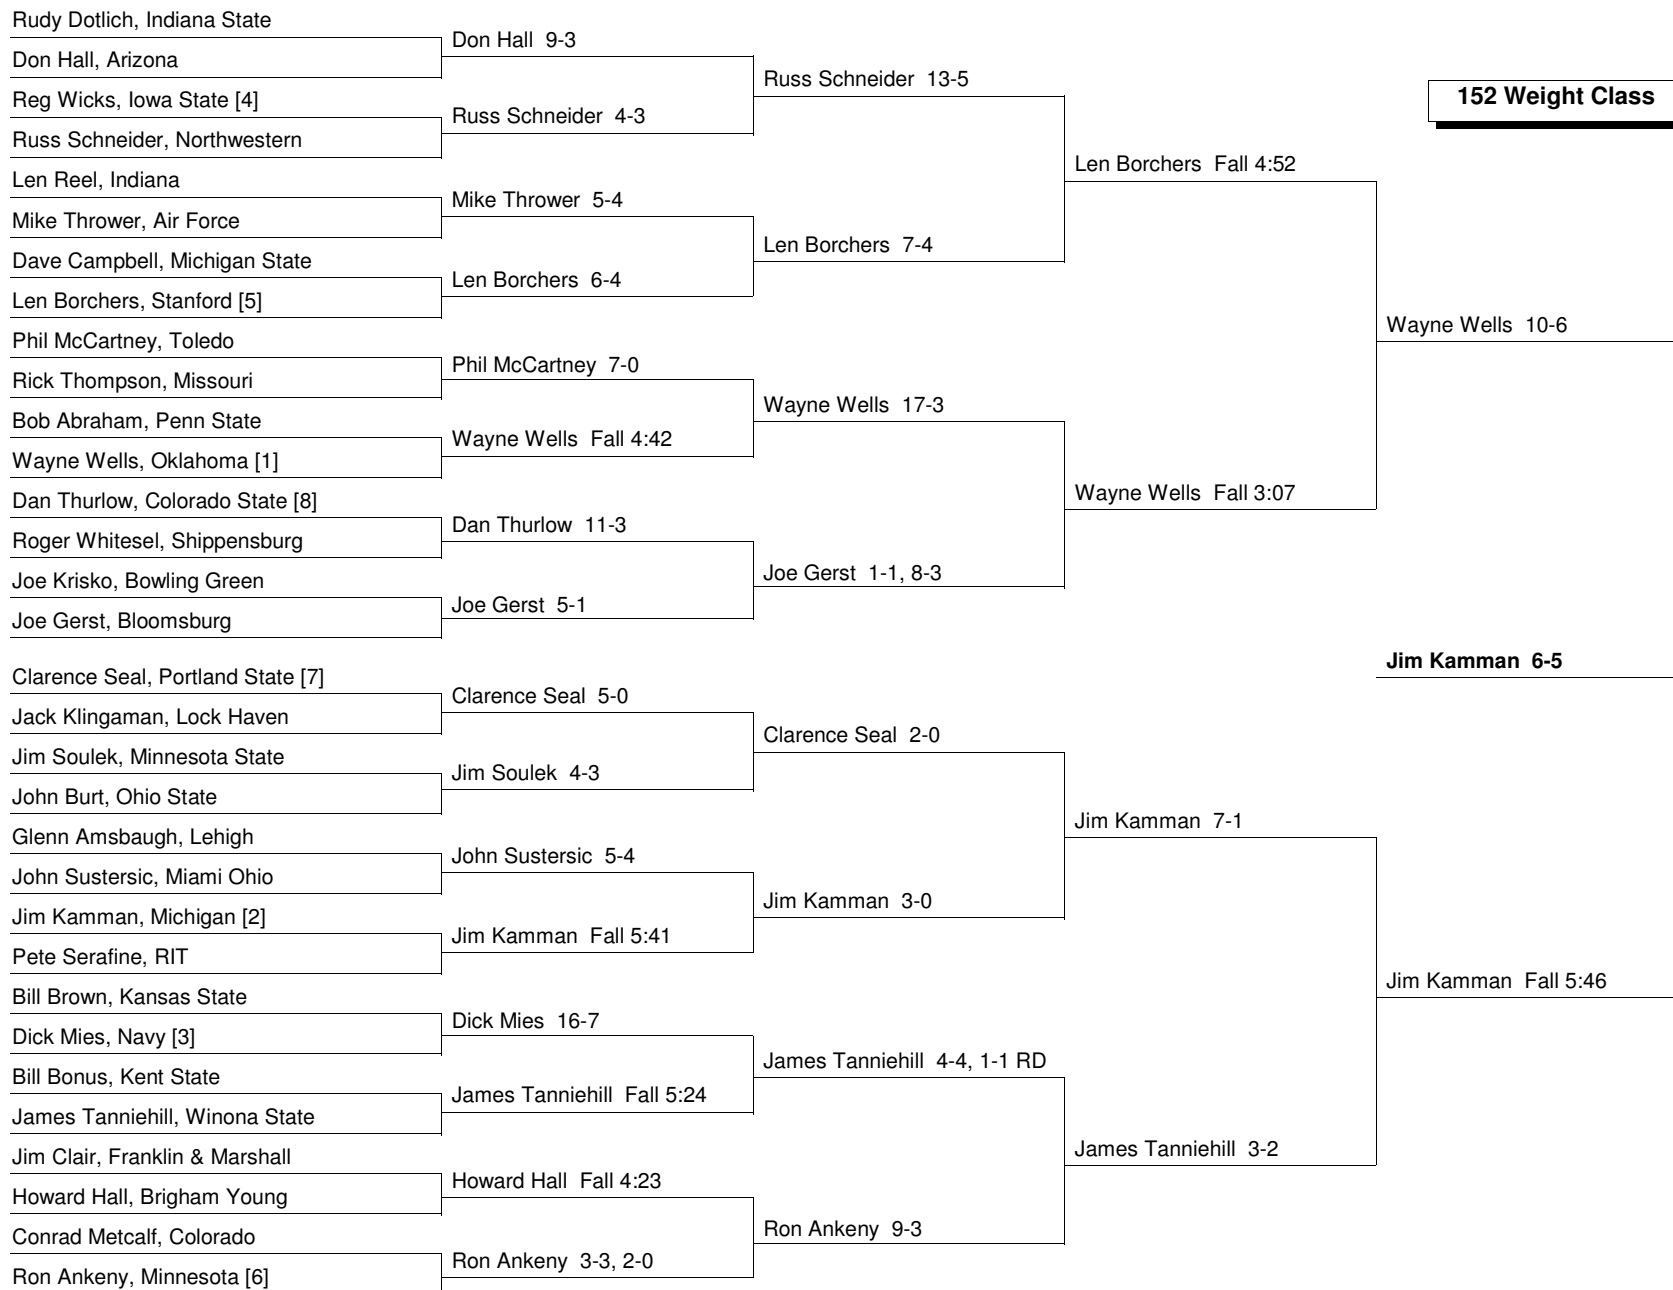 Rudy Dotlich, Indiana State
Don Hall, Arizona
Reg Wicks, Iowa State [4]
Russ Schneider, Northwestern
Len Reel, Indiana
Mike Thrower, Air Force
Dave Campbell, Michigan State
Len Borchers, Stanford [5]
Phil McCartney, Toledo
Rick Thompson, Missouri
Bob Abraham, Penn State
Wayne Wells, Oklahoma [1]
Dan Thurlow, Colorado State [8]
Roger Whitesel, Shippensburg
Joe Krisko, Bowling Green
Joe Gerst, Bloomsburg
Clarence Seal, Portland State [7]
Jack Klingaman, Lock Haven
Jim Soulek, Minnesota State
John Burt, Ohio State
Glenn Amsbaugh, Lehigh
John Sustersic, Miami Ohio
Jim Kamman, Michigan [2]
Pete Serafine, RIT
Bill Brown, Kansas State
Dick Mies, Navy [3]
Bill Bonus, Kent State
James Tanniehill, Winona State
Jim Clair, Franklin & Marshall
Howard Hall, Brigham Young
Conrad Metcalf, Colorado
Ron Ankeny, Minnesota [6]
Don Hall 9-3
Russ Schneider 4-3
Mike Thrower 5-4
Len Borchers 6-4
Phil McCartney 7-0
Wayne Wells Fall 4:42
Dan Thurlow 11-3
Joe Gerst 5-1
Clarence Seal 5-0
Jim Soulek 4-3
John Sustersic 5-4
Jim Kamman Fall 5:41
Dick Mies 16-7
James Tanniehill Fall 5:24
Howard Hall Fall 4:23
Ron Ankeny 3-3, 2-0
Russ Schneider 13-5
Len Borchers 7-4
Wayne Wells 17-3
Joe Gerst 1-1, 8-3
Clarence Seal 2-0
Jim Kamman 3-0
James Tanniehill 4-4, 1-1 RD
Ron Ankeny 9-3
Len Borchers Fall 4:52
Wayne Wells Fall 3:07
Jim Kamman 7-1
James Tanniehill 3-2
152 Weight Class
Wayne Wells 10-6
Jim Kamman 6-5
Jim Kamman Fall 5:46